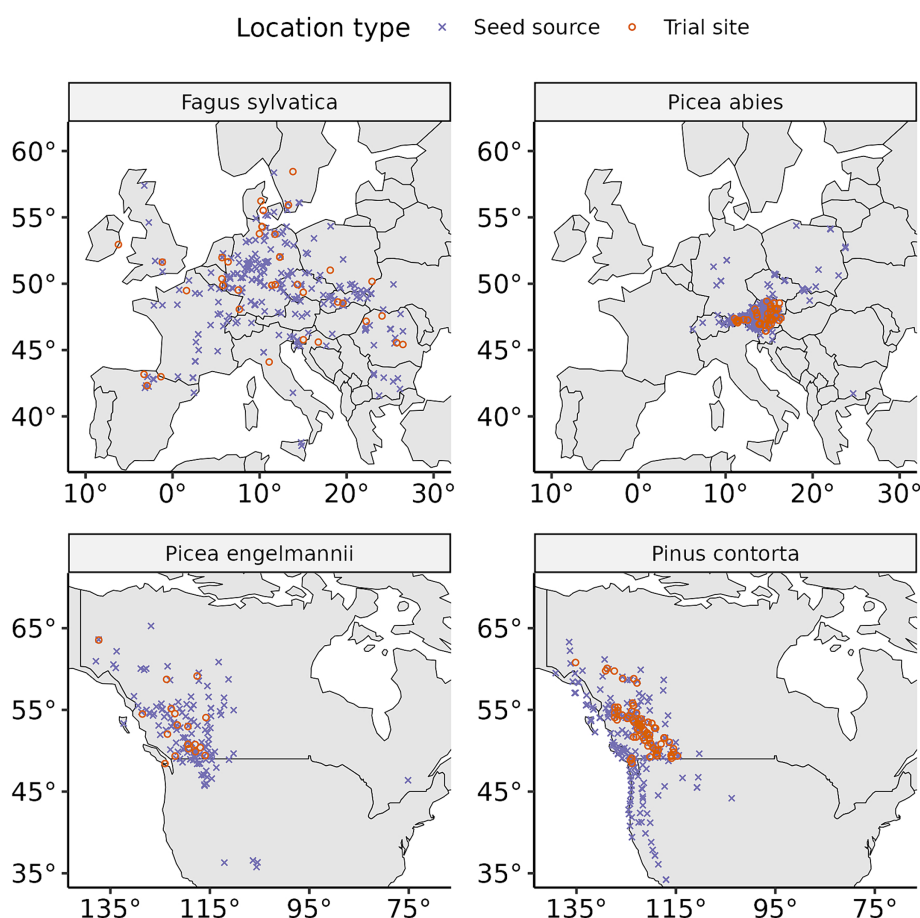 Location type × Seed source ○ Trial site
Fagus sylvatica
Picea abies
60°
55°
50°
45°
40°
10° 0° 10° 20° 30°
60°
55°
50°
45°
40°
10° 0° 10° 20° 30°
Picea engelmannii
Pinus contorta
65°
55°
45°
35°
135° 115° 95° 75°
65°
55°
45°
35°
135° 115° 95° 75°